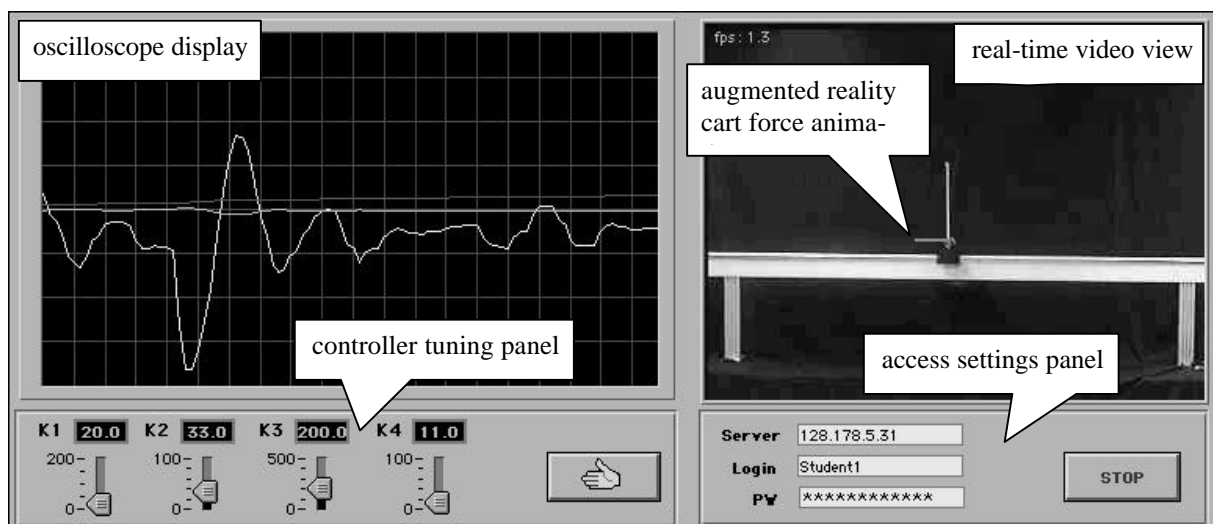 oscilloscope display
fps: 1.3
real-time video view
augmented reality
cart force anima-
controller tuning panel
access settings panel
K1 20.0 K2 33.0 K3 200.0 K4 11.0
200 100 500 100
0 0 0 0
Server 128.178.5.31
Login Student1
PW ************
STOP